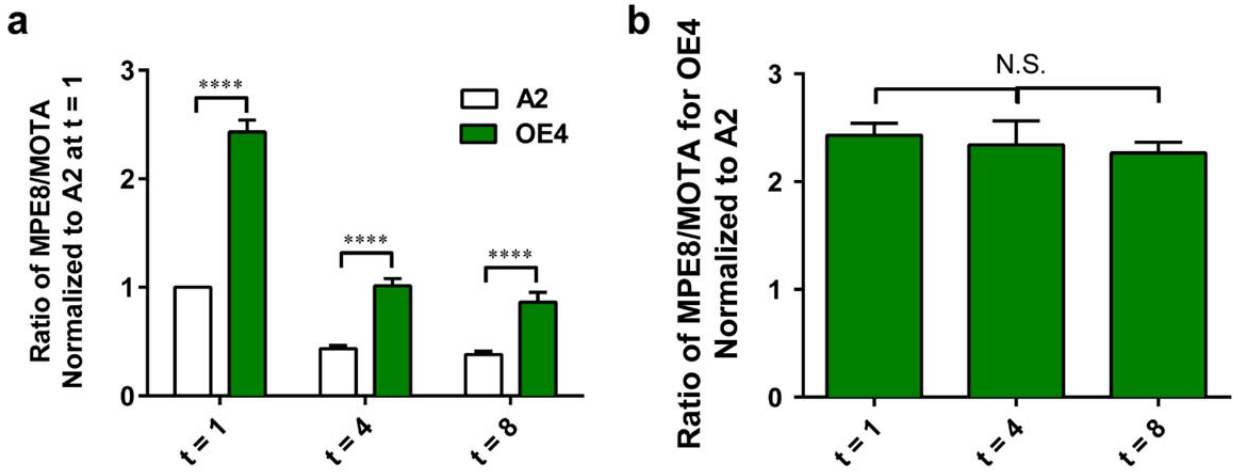 a
Ratio of MPE8/MOTA
Normalized to A2 at t = 1
3
2
1
0
****
****
****
A2
OE4
t = 1
t = 4
t = 8
b
Ratio of MPE8/MOTA for OE4
Normalized to A2
3
2
1
0
N.S.
t = 1
t = 4
t = 8